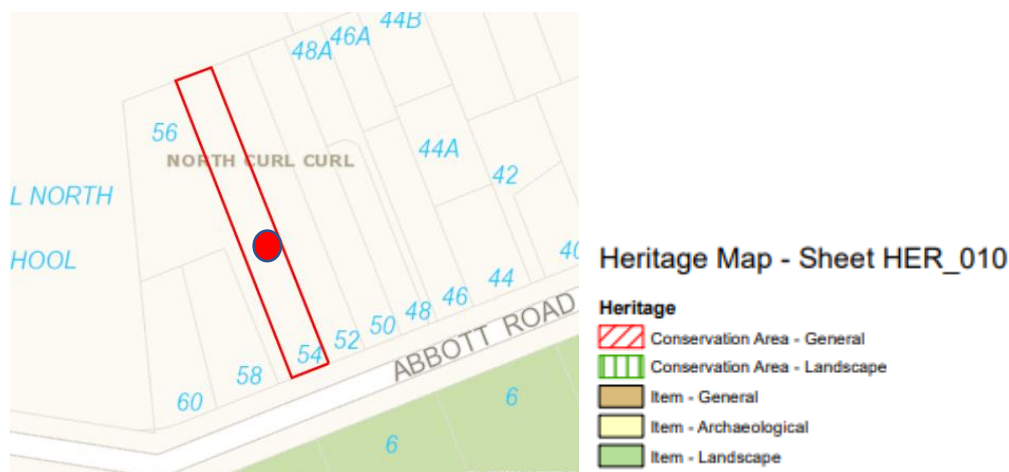 44B
46A
48A
56
44A
NORTH CURL CURL
42
L NORTH
HOOL
40
44
46
48
50
52
54
58
60
ABBOTT ROAD
6
6
Heritage Map - Sheet HER_010
Heritage
Conservation Area - General
Conservation Area - Landscape
Item - General
Item - Archaeological
Item - Landscape